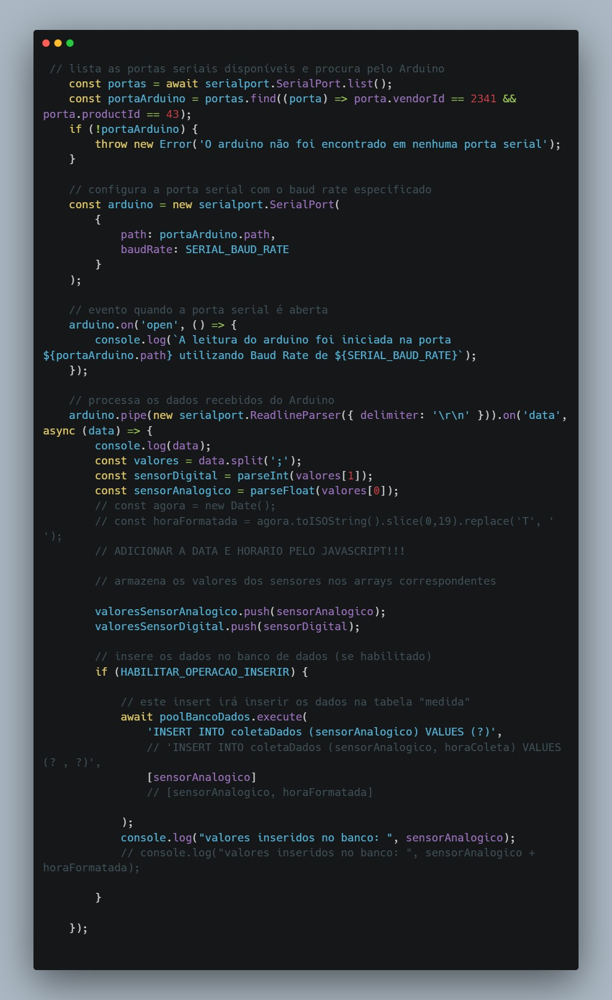 // lista as portas seriais disponíveis e procura pelo Arduino
const portas = await serialport.SerialPort.list();
const portaArduino = portas.find((porta) => porta.vendorId == 2341 &&
porta.productId == 43);
if (!portaArduino) {
throw new Error('O arduino não foi encontrado em nenhuma porta serial');
}
// configura a porta serial com o baud rate especificado
const arduino = new serialport.SerialPort(
{
path: portaArduino.path,
baudRate: SERIAL_BAUD_RATE
}
);
// evento quando a porta serial é aberta
arduino.on('open', () => {
console.log(`A leitura do arduino foi iniciada na porta
${portaArduino.path} utilizando Baud Rate de ${SERIAL_BAUD_RATE}`);
});
// processa os dados recebidos do Arduino
arduino.pipe(new serialport.ReadlineParser({ delimiter: '\r\n' })).on('data',
async (data) => {
console.log(data);
const valores = data.split(';');
const sensorDigital = parseInt(valores[1]);
const sensorAnalogico = parseFloat(valores[0]);
// const agora = new Date();
// const horaFormatada = agora.toISOString().slice(0,19).replace('T', '
');
// ADICIONAR A DATA E HORARIO PELO JAVASCRIPT!!!
// armazena os valores dos sensores nos arrays correspondentes
valoresSensorAnalogico.push(sensorAnalogico);
valoresSensorDigital.push(sensorDigital);
// insere os dados no banco de dados (se habilitado)
if (HABILITAR_OPERACAO_INSERIR) {
// este insert irá inserir os dados na tabela "medida"
await poolBancoDados.execute(
'INSERT INTO coletaDados (sensorAnalogico) VALUES (?)',
// 'INSERT INTO coletaDados (sensorAnalogico, horaColeta) VALUES
(? , ?)',
[sensorAnalogico]
// [sensorAnalogico, horaFormatada]
);
console.log("valores inseridos no banco: ", sensorAnalogico);
// console.log("valores inseridos no banco: ", sensorAnalogico +
horaFormatada);
}
});